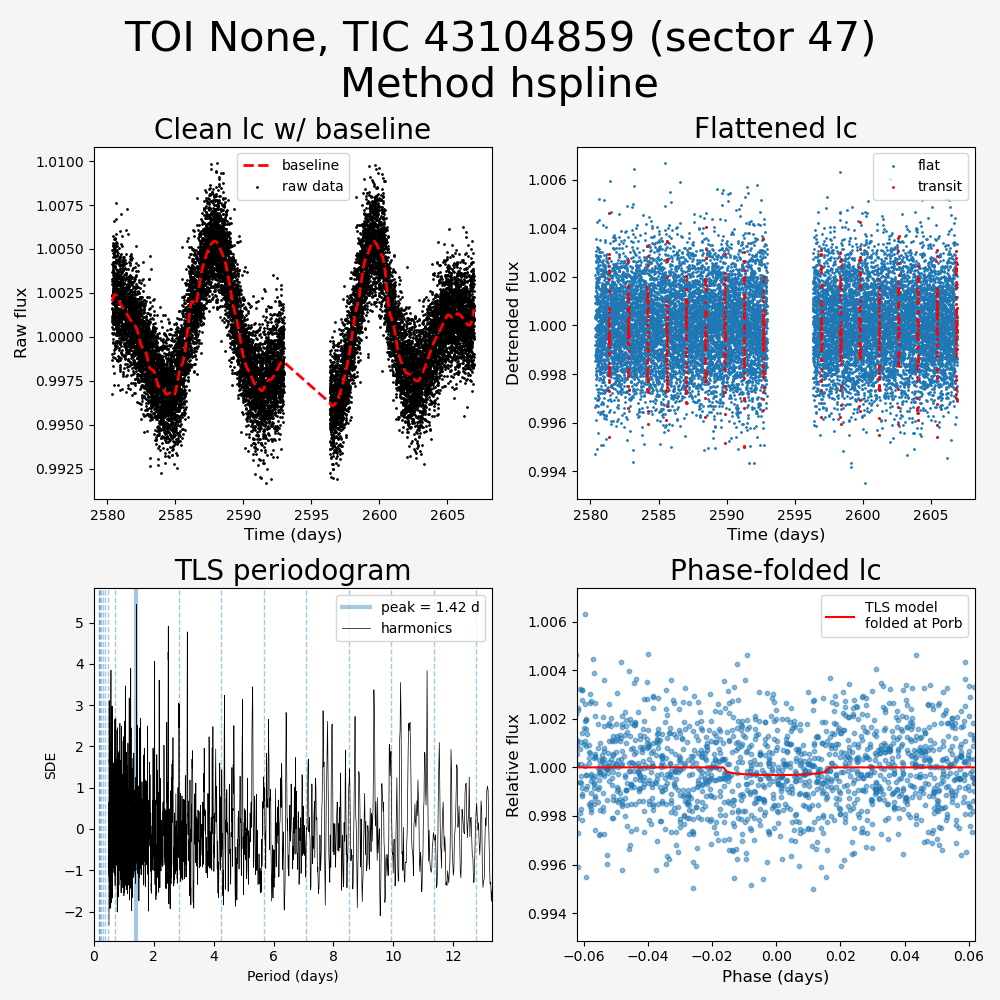 TOI None, TIC 43104859 (sector 47)
Method hspline
Clean lc w/ baseline
baseline
raw data
1.0100
1.0075
1.0050
1.0025
1.0000
0.9975
0.9950
0.9925
Raw flux
2580 2585 2590 2595 2600 2605
Time (days)
Flattened lc
flat
transit
1.006
1.004
1.002
1.000
0.998
0.996
0.994
Detrended flux
2580 2585 2590 2595 2600 2605
Time (days)
TLS periodogram
peak = 1.42 d
harmonics
5
4
3
2
1
0
−1
−2
SDE
0 2 4 6 8 10 12
Period (days)
Phase-folded lc
TLS model
folded at Porb
1.006
1.004
1.002
1.000
0.998
0.996
0.994
Relative flux
−0.06 −0.04 −0.02 0.00 0.02 0.04 0.06
Phase (days)